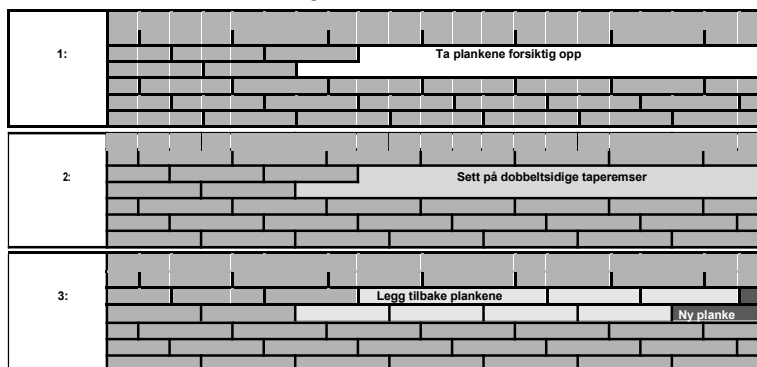 1:
Ta plankene forsiktig opp
2:
Sett på dobbeltsidige taperemser
3:
Legg tilbake plankene
Ny planke